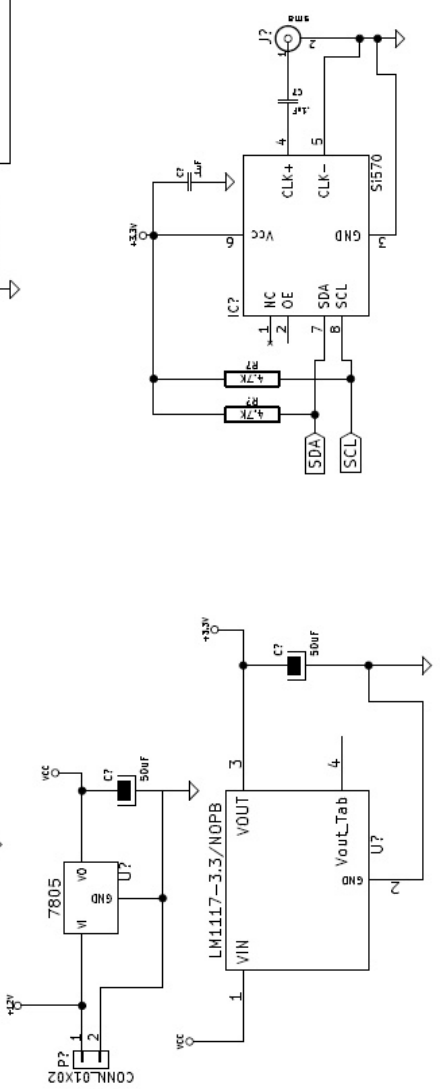 sma
J?
1
2
C?
.1uF
4
5
CLK+
CLK-
Si570
C?
.1uF
+3.3V
6
Vcc
GND
3
IC?
NC
OE
SDA
SCL
1
2
7
8
R?
4.7K
R?
4.7K
SDA
SCL
+3.3V
C?
50uF
3
4
LM1117-3.3/NOPB
VOUT
Vout_Tab
U?
GND
2
VIN
1
VCC
VCC
C?
50uF
7805
VO
U?
GND
VI
+12V
1
2
P?
CONN_01X02